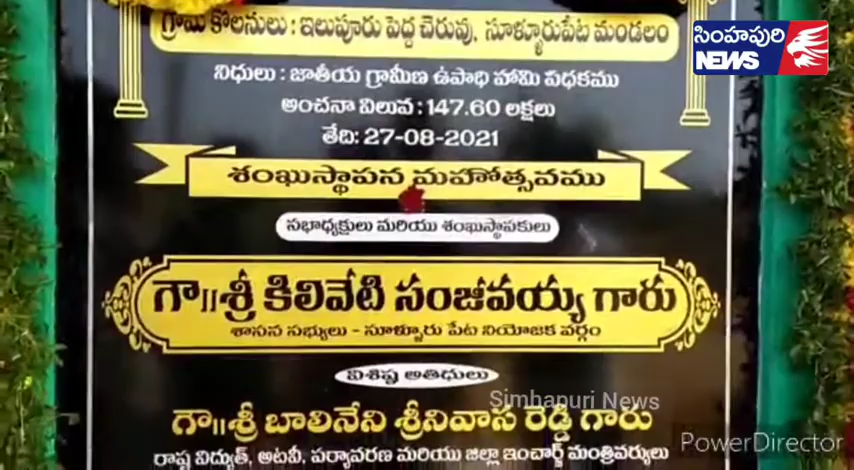 గ్రామ కొలనులు : ఇలుపూరు పెద్ద చెరువు, సూళ్ళూరుపేట మండలం
సింహపురి
NEWS
నిధులు : జాతీయ గ్రామీణ ఉపాధి హామి పధకము
అంచనా విలువ : 147.60 లక్షలు
తేది: 27-08-2021
శంఖుస్థాపన మహోత్సవము
సభాధ్యక్షులు మరియు శంఖుస్థాపకులు
గౌ॥శ్రీ కిలివేటి సంజీవయ్య గారు
శాసన సభ్యులు - సూళ్ళూరు పేట నియోజక వర్గం
విశిష్ట అతిధులు
Simhapuri News
గౌ॥శ్రీ బాలినేని శ్రీనివాస రెడ్డి గారు
రాష్ట్ర విద్యుత్, అటవీ, పర్యావరణ మరియు జిల్లా ఇంచార్జ్ మంత్రివర్యులు
PowerDirector